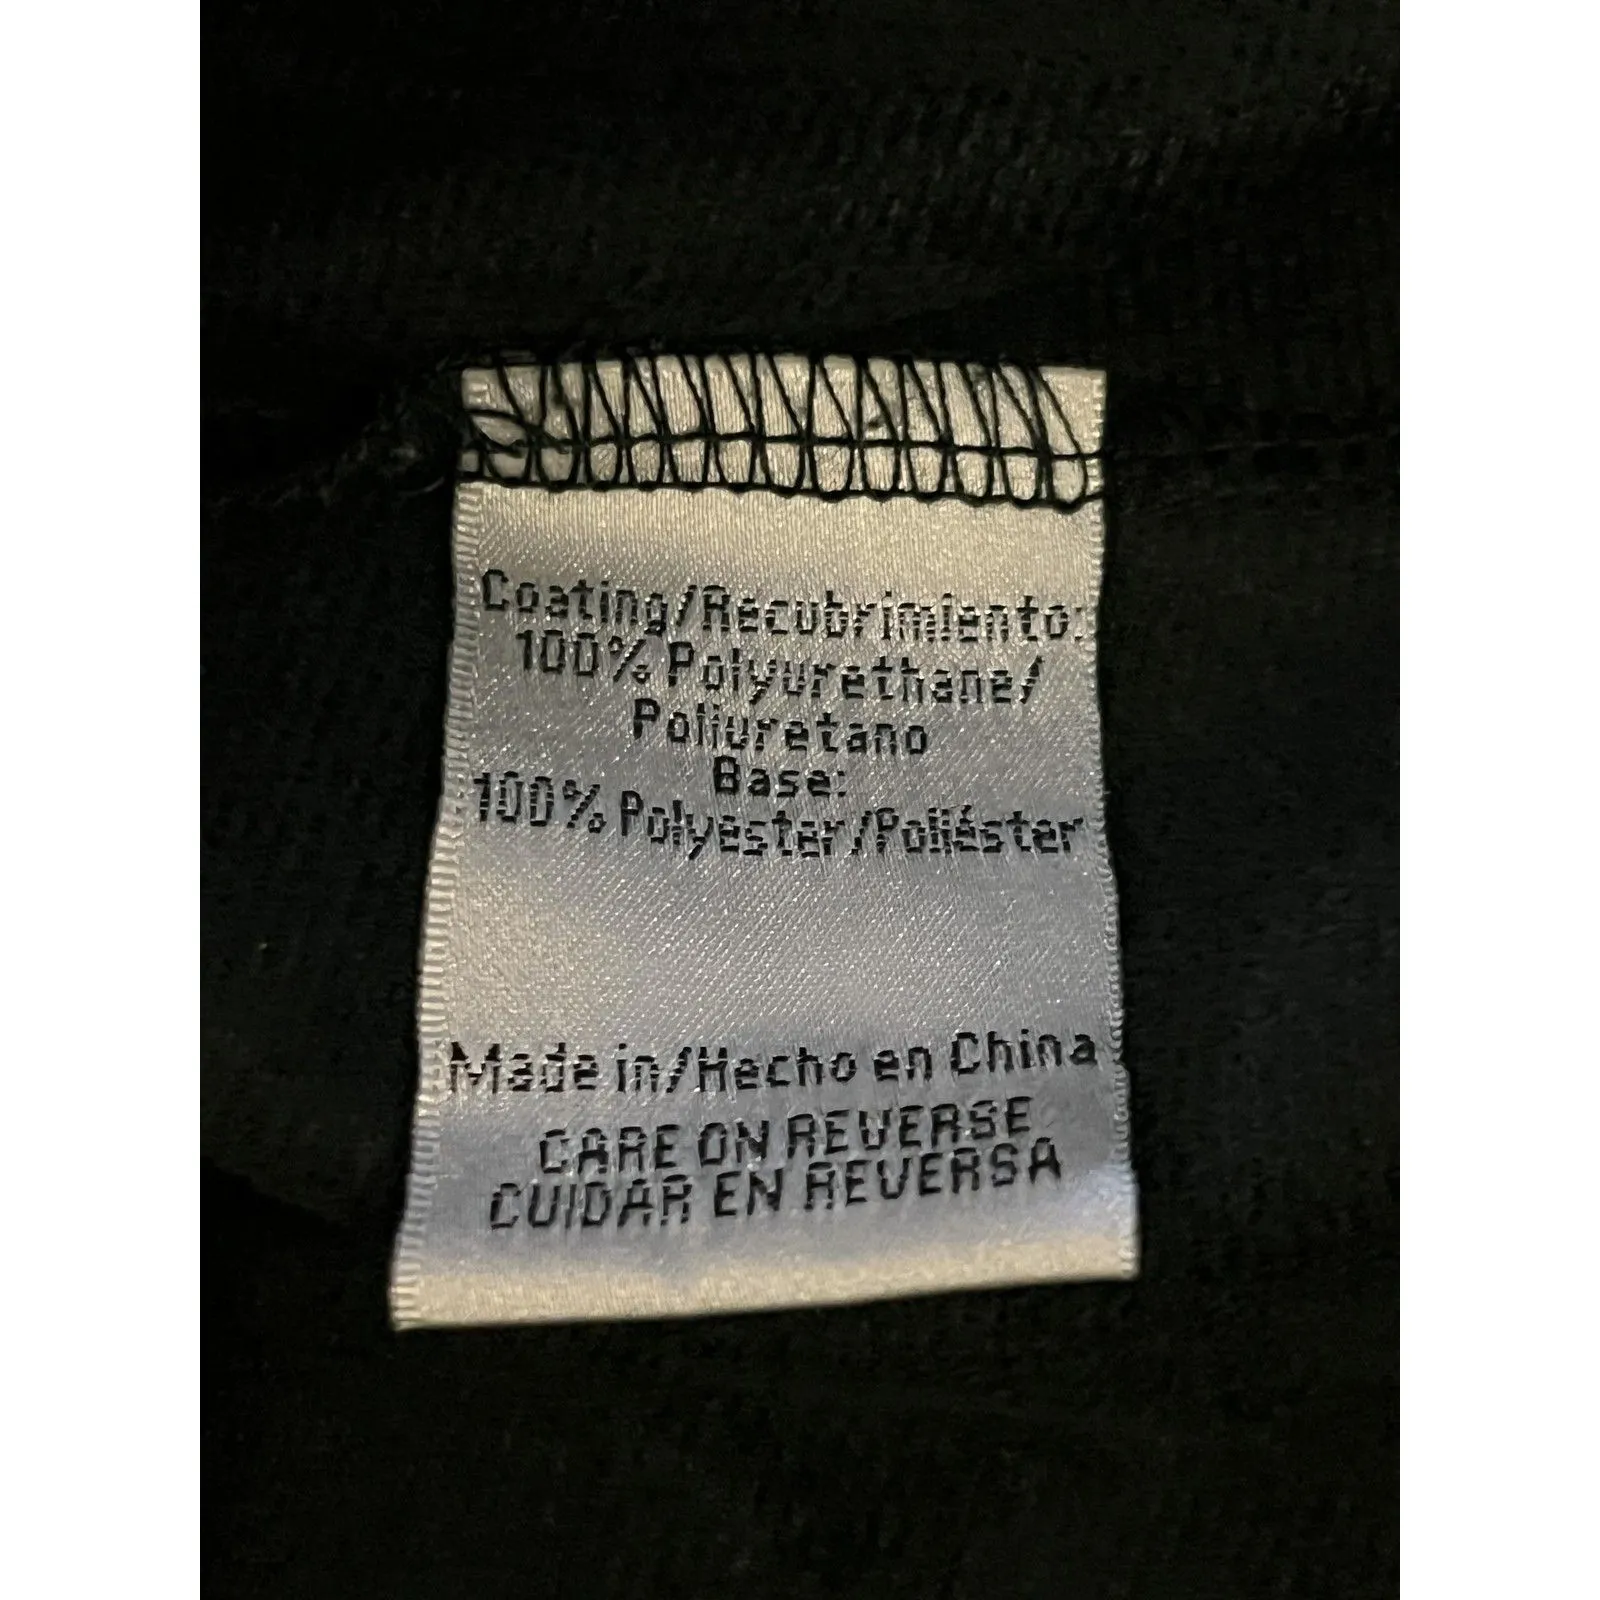 Coating/Recubrimiento:
100% Polyurethane/
Poliuretano
Base:
100% Polyester/Poliéster
Made in/Hecho en China
CARE ON REVERSE
CUIDAR EN REVERSA